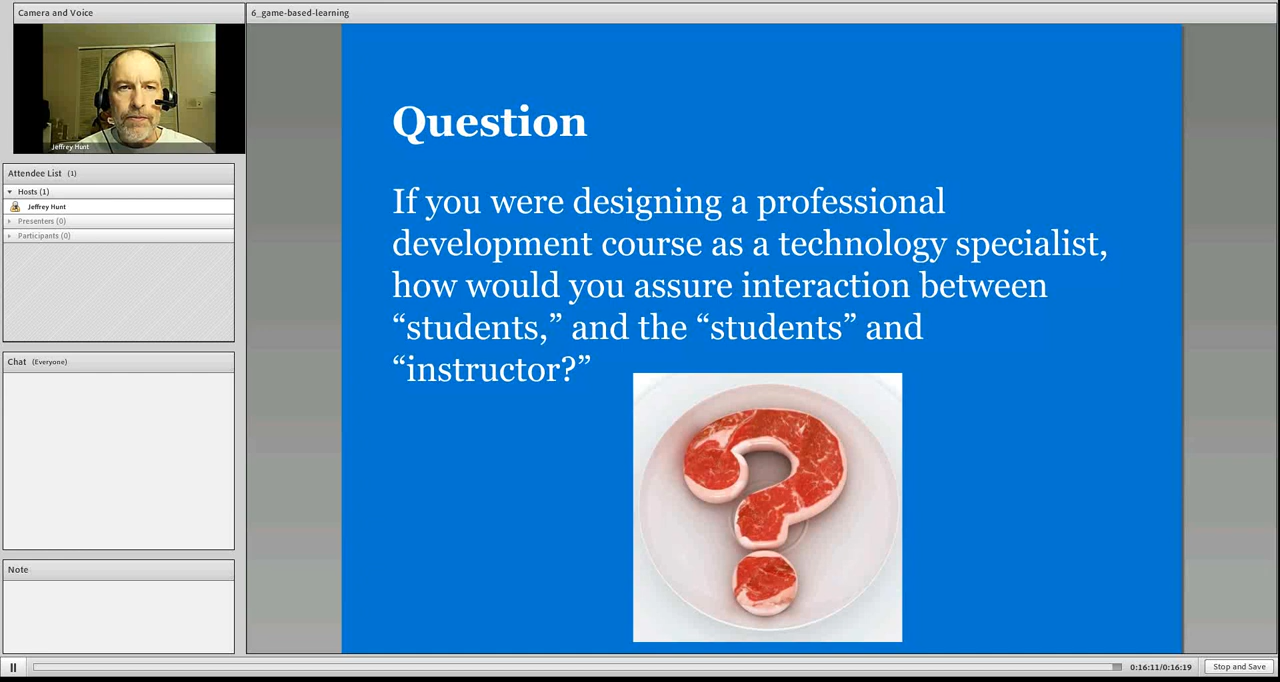 Camera and Voice
Jeffrey Hunt
Attendee List (1)
Hosts (1)
Jeffrey Hunt
Presenters (0)
Participants (0)
Chat (Everyone)
Note
6_game-based-learning
Question
If you were designing a professional
development course as a technology specialist,
how would you assure interaction between
“students,” and the “students” and
“instructor?”
0:16:11/0:16:19
Stop and Save